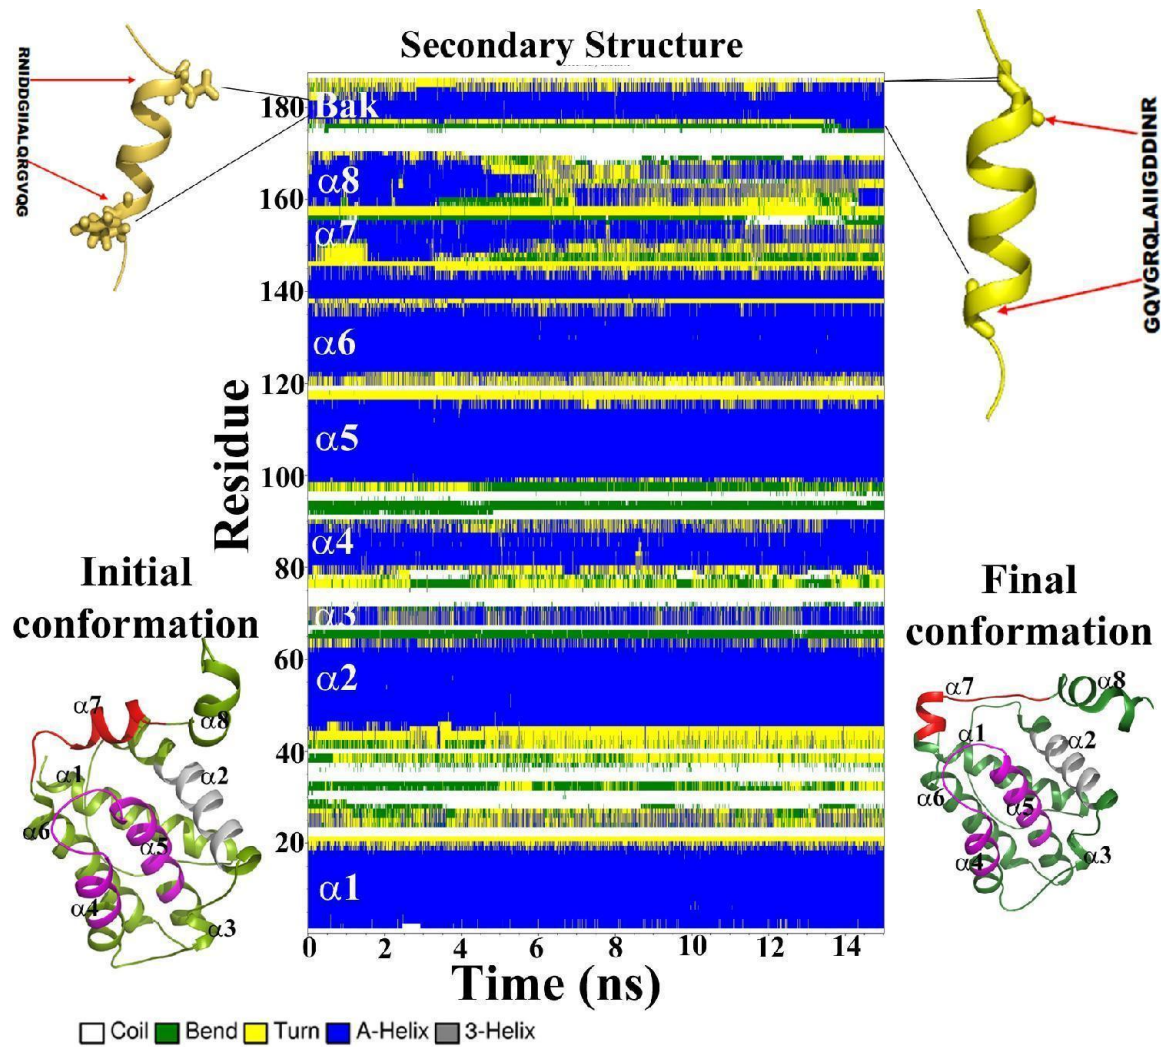 Secondary Structure
RNIDDGIIALQRGVQG
GQVGRQLAIIGDDINR
Bak
α8
α7
α6
α5
α4
α3
α2
α1
180
160
140
120
100
80
60
40
20
Residue
0 2 4 6 8 10 12 14
Time (ns)
Initial
conformation
α7
α8
α1
α2
α6
α5
α4
α3
Final
conformation
α7
α8
α1
α2
α6
α5
α4
α3
Coil Bend Turn A-Helix 3-Helix